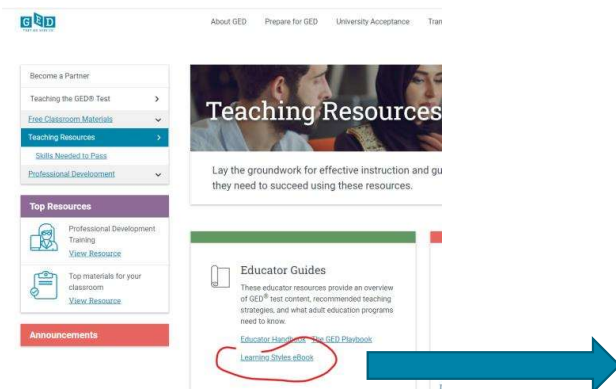 GED
About GED Prepare for GED University Acceptance
Become a Partner
Teaching the GED® Test
Free Classroom Materials
Teaching Resources
Skills Needed to Pass
Professional Development
Top Resources
Professional Development
Training
View Resource
Top materials for your
classroom
View Resource
Announcements
Teaching Resources
Lay the groundwork for effective instruction and gu
they need to succeed using these resources.
Educator Guides
These educator resources provide an overview
of GED® test content, recommended teaching
strategies, and what adult education programs
need to know.
Educator Handbook The GED Playbook
Learning Styles eBook